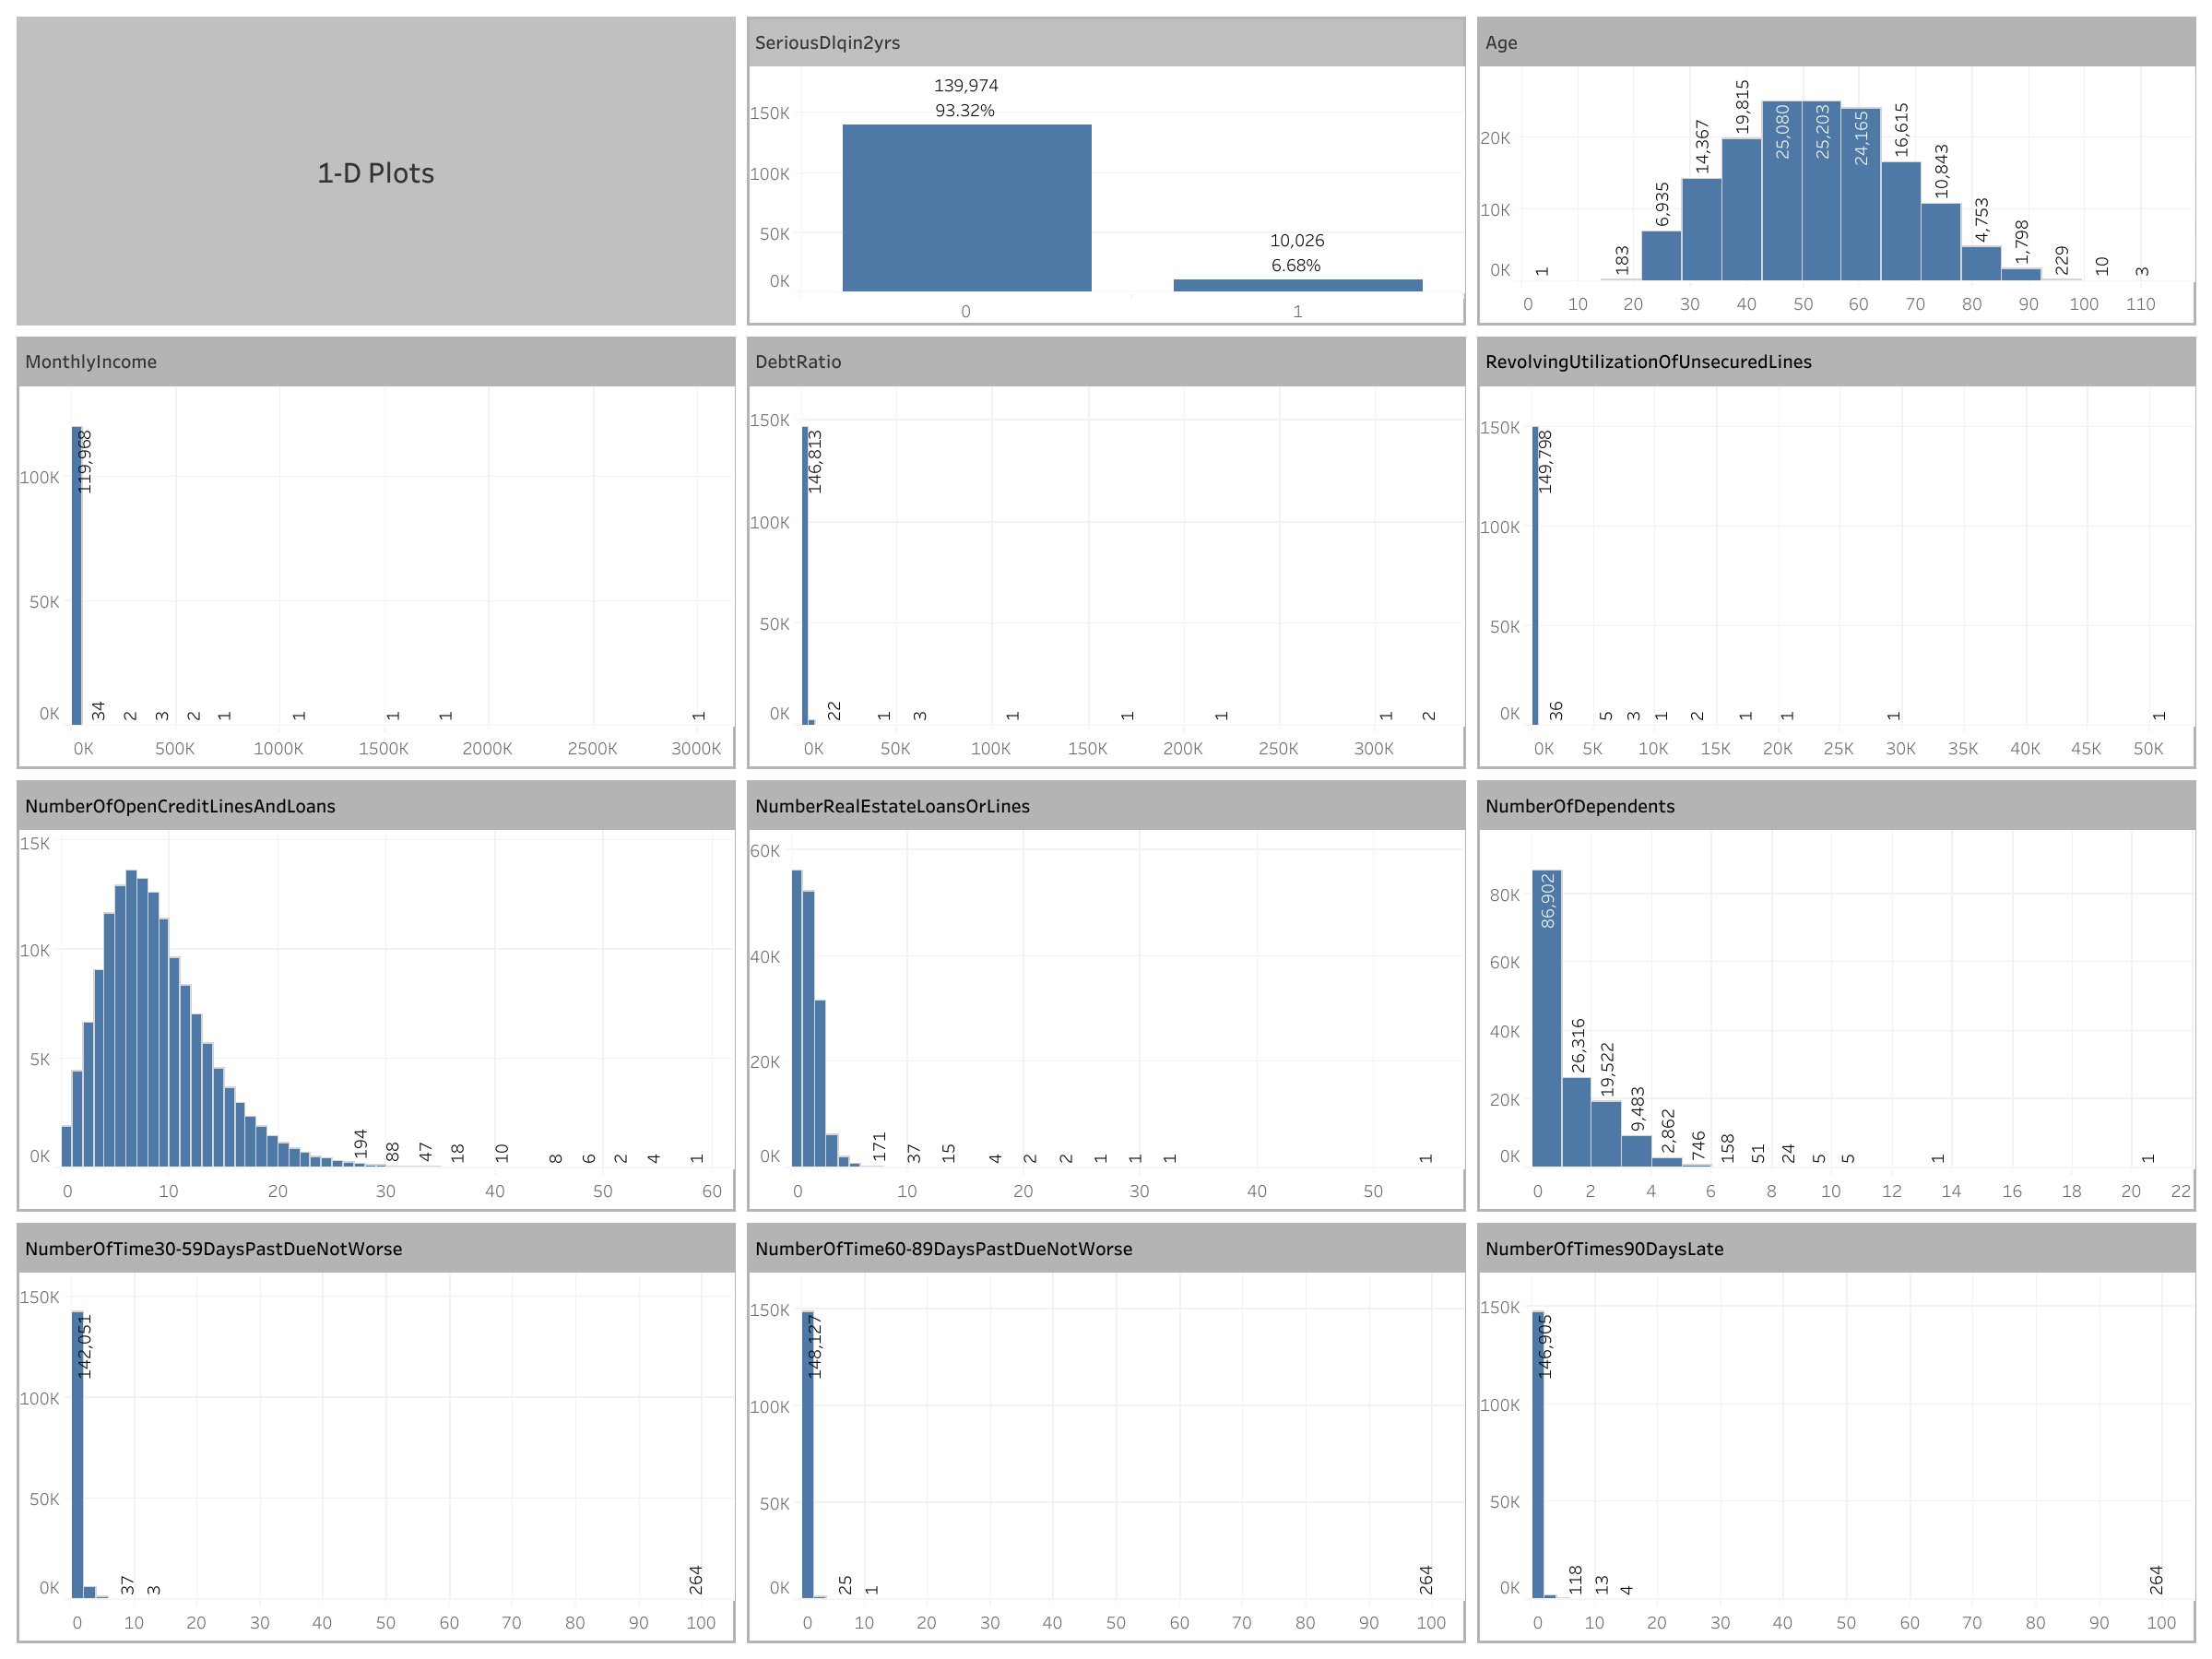 1-D Plots
SeriousDlqin2yrs
150K
100K
50K
0K
139,974
93.32%
10,026
6.68%
0 1
Age
20K
10K
0K
1 183 6,935 14,367 19,815 25,080 25,203 24,165 16,615 10,843 4,753 1,798 229 10 3
0 10 20 30 40 50 60 70 80 90 100 110
MonthlyIncome
100K
50K
0K
119,968 34 2 3 2 1 1 1 1 1
0K 500K 1000K 1500K 2000K 2500K 3000K
DebtRatio
150K
100K
50K
0K
146,813 22 1 3 1 1 1 1 2
0K 50K 100K 150K 200K 250K 300K
RevolvingUtilizationOfUnsecuredLines
150K
100K
50K
0K
149,798 36 5 3 1 2 1 1 1 1
0K 5K 10K 15K 20K 25K 30K 35K 40K 45K 50K
NumberOfOpenCreditLinesAndLoans
15K
10K
5K
0K
194 88 47 18 10 8 6 2 4 1
0 10 20 30 40 50 60
NumberRealEstateLoansOrLines
60K
40K
20K
0K
171 37 15 4 2 2 1 1 1 1
0 10 20 30 40 50
NumberOfDependents
80K
60K
40K
20K
0K
86,902 26,316 19,522 9,483 2,862 746 158 51 24 5 5 1 1
0 2 4 6 8 10 12 14 16 18 20 22
NumberOfTime30-59DaysPastDueNotWorse
150K
100K
50K
0K
142,051 37 3 264
0 10 20 30 40 50 60 70 80 90 100
NumberOfTime60-89DaysPastDueNotWorse
150K
100K
50K
0K
148,127 25 1 264
0 10 20 30 40 50 60 70 80 90 100
NumberOfTimes90DaysLate
150K
100K
50K
0K
146,905 118 13 4 264
0 10 20 30 40 50 60 70 80 90 100